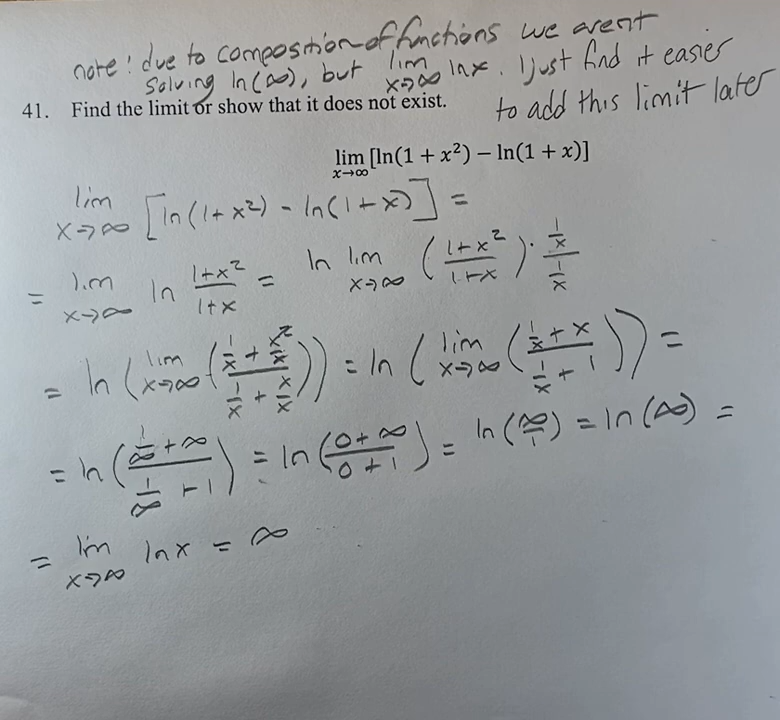 note: due to composition of functions we arent
solving ln(∞), but lim x→∞ lnx. I just find it easier
to add this limit later
41. Find the limit or show that it does not exist.
lim x→∞ [ln(1 + x²) − ln(1 + x)]
lim x→∞ [ln(1+x²) - ln(1+x)] =
= lim x→∞ ln (1+x²)/(1+x) = ln lim x→∞ ((1+x²)/(1+x)) · (1/x)/(1/x)
= ln (lim x→∞ ((1/x + x²/x)/(1/x + x/x))) = ln (lim x→∞ ((1/x + x)/(1/x + 1))) =
= ln ((1/∞ + ∞)/(1/∞ + 1)) = ln ((0+∞)/(0+1)) = ln (∞/1) = ln (∞) =
= lim x→∞ lnx = ∞